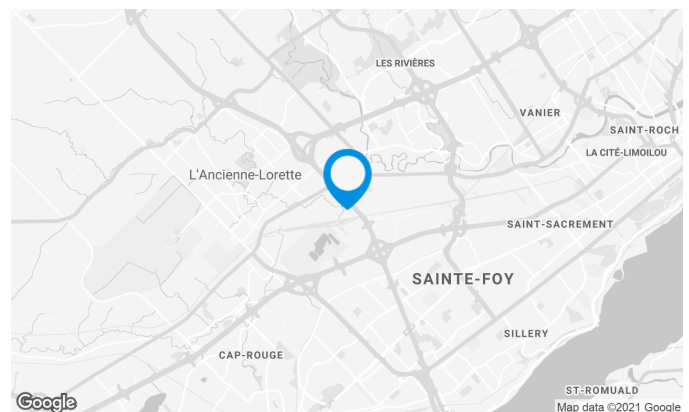 LES RIVIÈRES
VANIER
SAINT-ROCH
LA CITÉ-LIMOILOU
L'Ancienne-Lorette
SAINT-SACREMENT
SAINTE-FOY
SILLERY
CAP-ROUGE
ST-ROMUALD
Google
Map data ©2021 Google